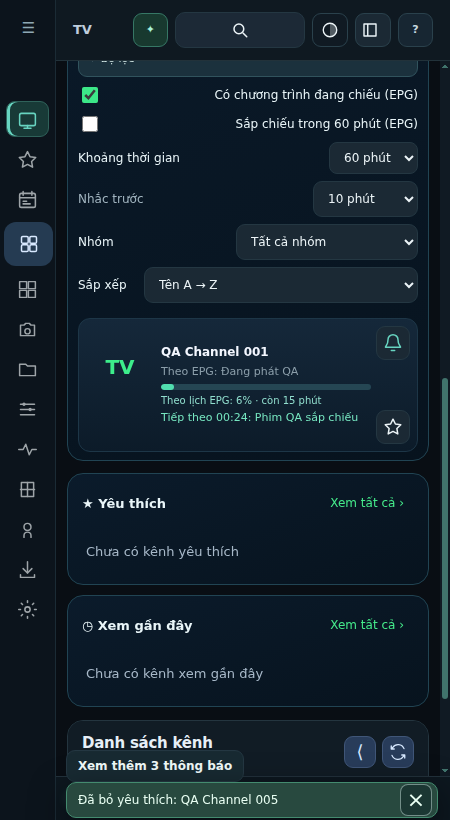 TV
?
Có chương trình đang chiếu (EPG)
Sắp chiếu trong 60 phút (EPG)
Khoảng thời gian
60 phút
Nhắc trước
10 phút
Nhóm
Tất cả nhóm
Sắp xếp
Tên A → Z
TV
QA Channel 001
Theo EPG: Đang phát QA
Theo lịch EPG: 6% · còn 15 phút
Tiếp theo 00:24: Phim QA sắp chiếu
★ Yêu thích
Xem tất cả ›
Chưa có kênh yêu thích
Xem gần đây
Xem tất cả ›
Chưa có kênh xem gần đây
Danh sách kênh
Xem thêm 3 thông báo
Đã bỏ yêu thích: QA Channel 005